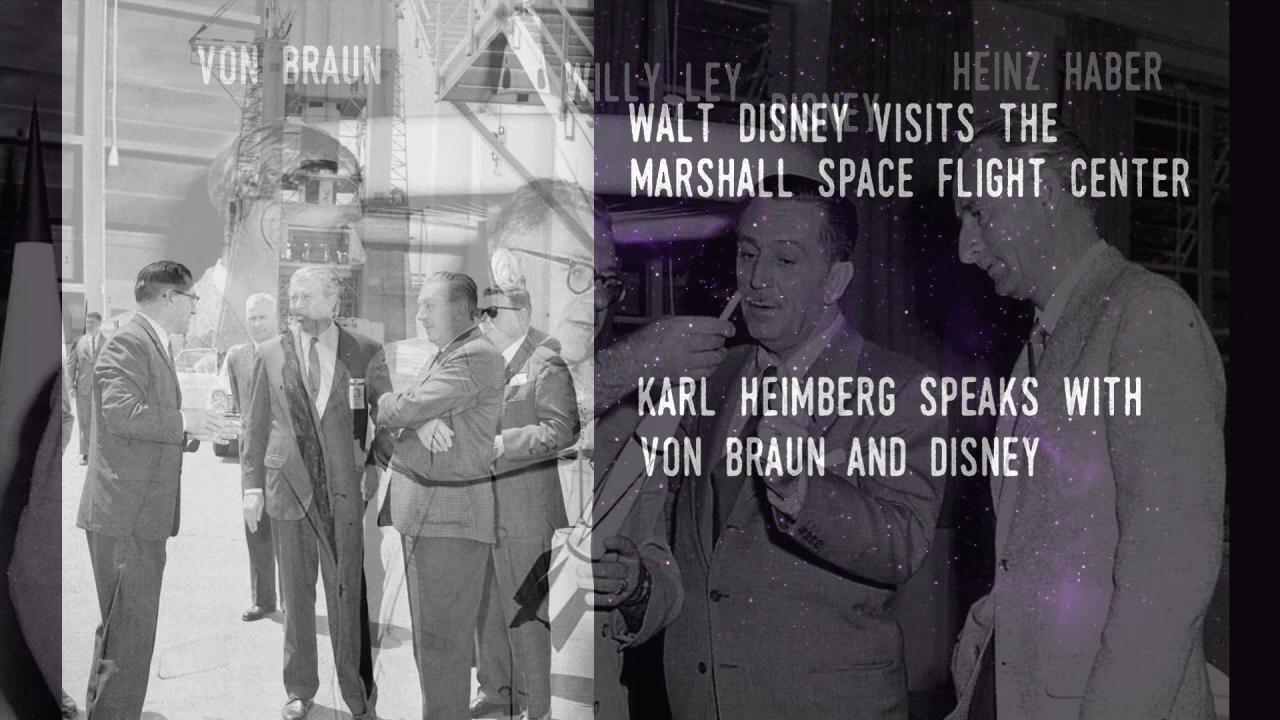 VON BRAUN
WILLY LEY
DISNEY
HEINZ HABER
WALT DISNEY VISITS THE
MARSHALL SPACE FLIGHT CENTER
KARL HEIMBERG SPEAKS WITH
VON BRAUN AND DISNEY